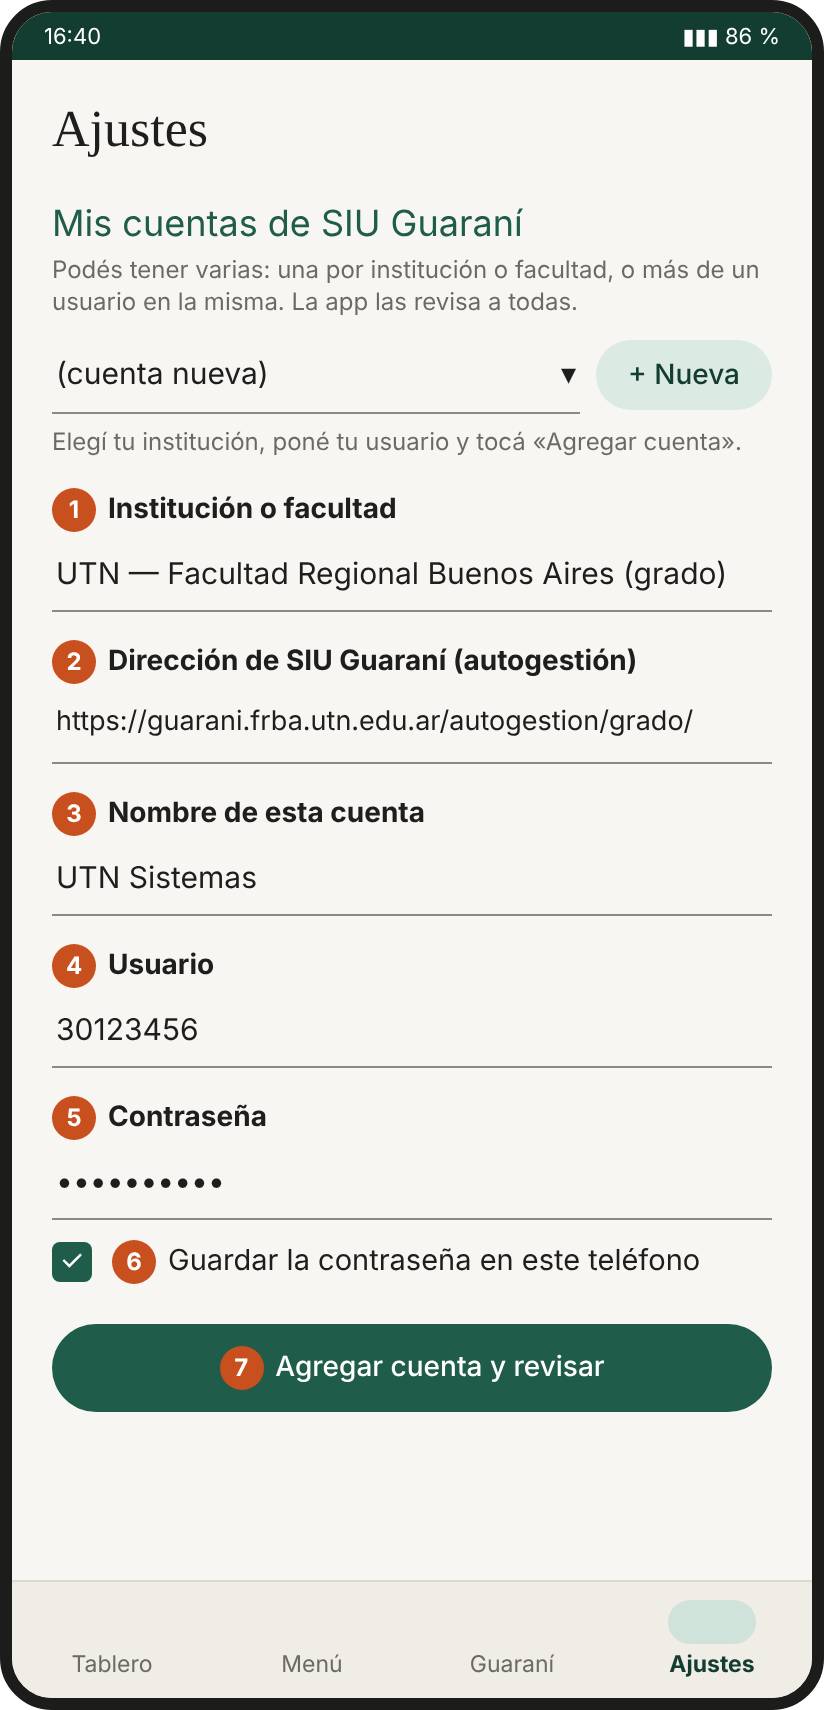 16:40
86 %
Ajustes
Mis cuentas de SIU Guaraní
Podés tener varias: una por institución o facultad, o más de un
usuario en la misma. La app las revisa a todas.
(cuenta nueva) ▼
+ Nueva
Elegí tu institución, poné tu usuario y tocá «Agregar cuenta».
1 Institución o facultad
UTN — Facultad Regional Buenos Aires (grado)
2 Dirección de SIU Guaraní (autogestión)
https://guarani.frba.utn.edu.ar/autogestion/grado/
3 Nombre de esta cuenta
UTN Sistemas
4 Usuario
30123456
5 Contraseña
••••••••••
6 Guardar la contraseña en este teléfono
7 Agregar cuenta y revisar
Tablero
Menú
Guaraní
Ajustes